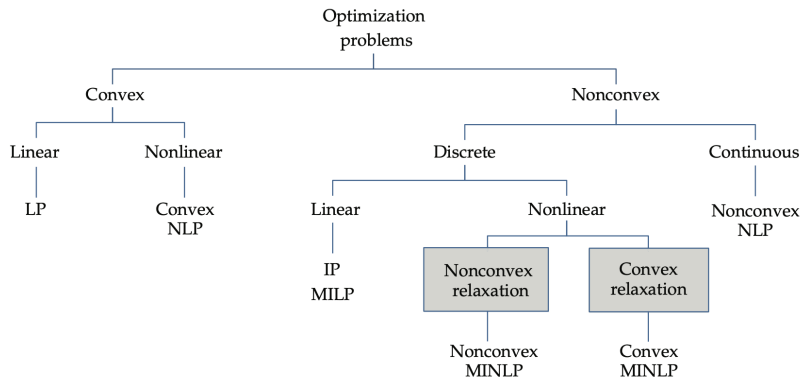 Optimization
problems
Convex
Nonconvex
Linear
Nonlinear
Discrete
Continuous
LP
Convex
NLP
Linear
Nonlinear
Nonconvex
NLP
IP
MILP
Nonconvex
relaxation
Convex
relaxation
Nonconvex
MINLP
Convex
MINLP